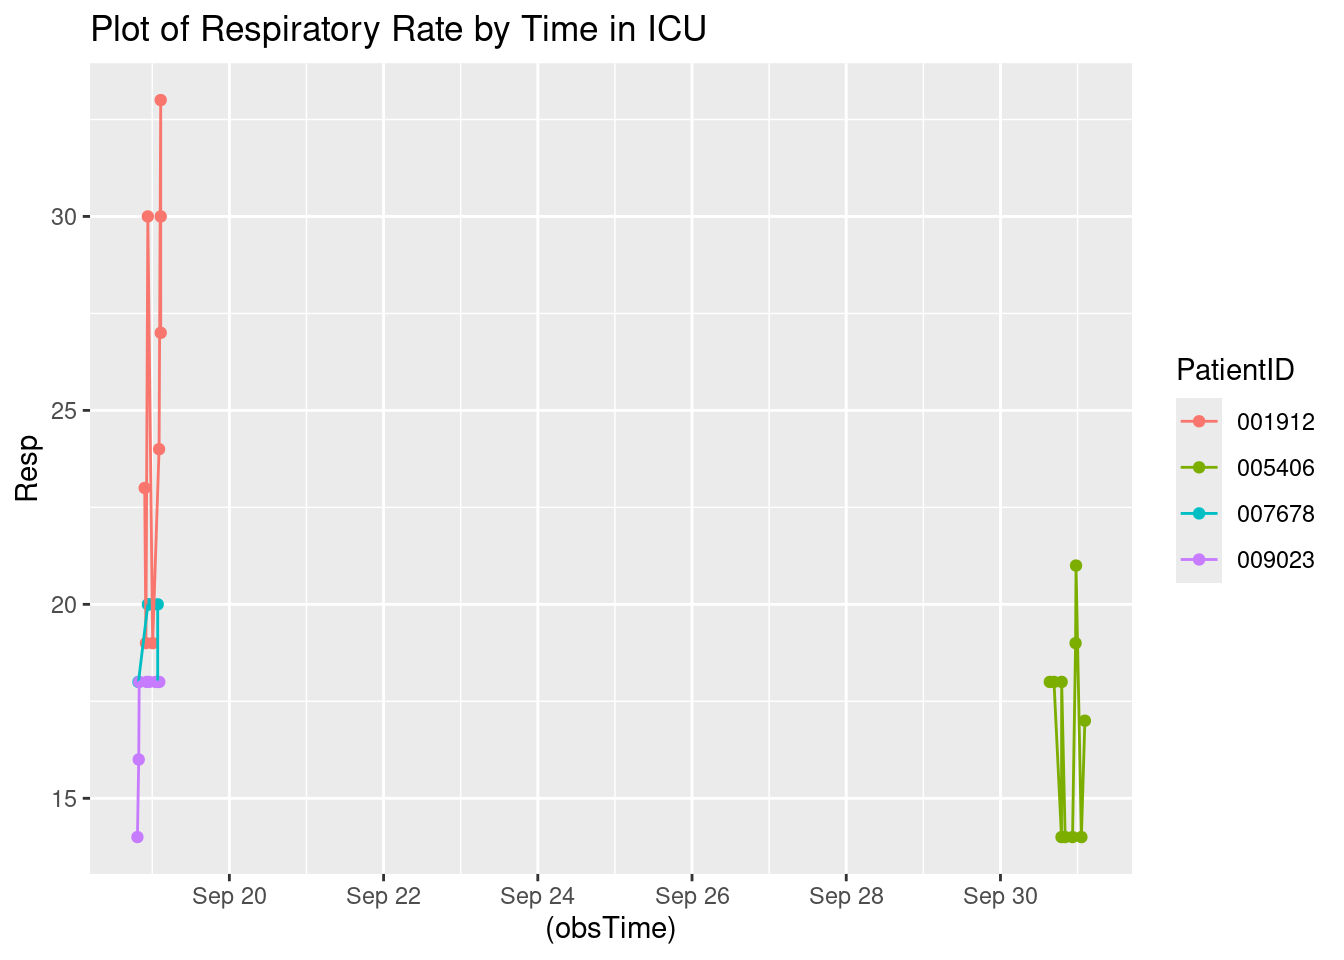 Plot of Respiratory Rate by Time in ICU
30
25
20
15
Resp
Sep 20 Sep 22 Sep 24 Sep 26 Sep 28 Sep 30
(obsTime)
PatientID
001912
005406
007678
009023